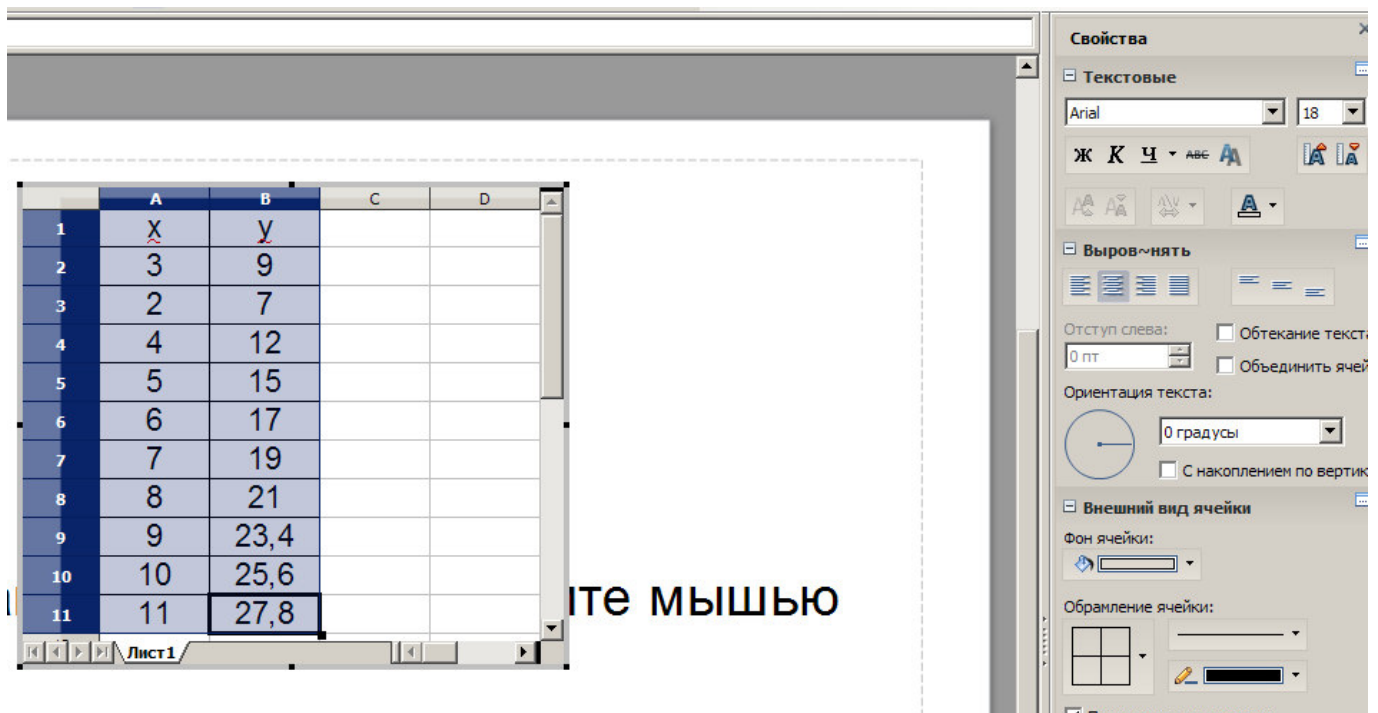 A B C D
1 x y
2 3 9
3 2 7
4 4 12
5 5 15
6 6 17
7 7 19
8 8 21
9 9 23,4
10 10 25,6
11 11 27,8
Лист1
мышью
Свойства
Текстовые
Arial 18
Ж К Ч ABC
Выров~нять
Отступ слева:
0 пт
Обтекание текст
Объединить ячей
Ориентация текста:
0 градусы
С накоплением по вертик
Внешний вид ячейки
Фон ячейки:
Обрамление ячейки: